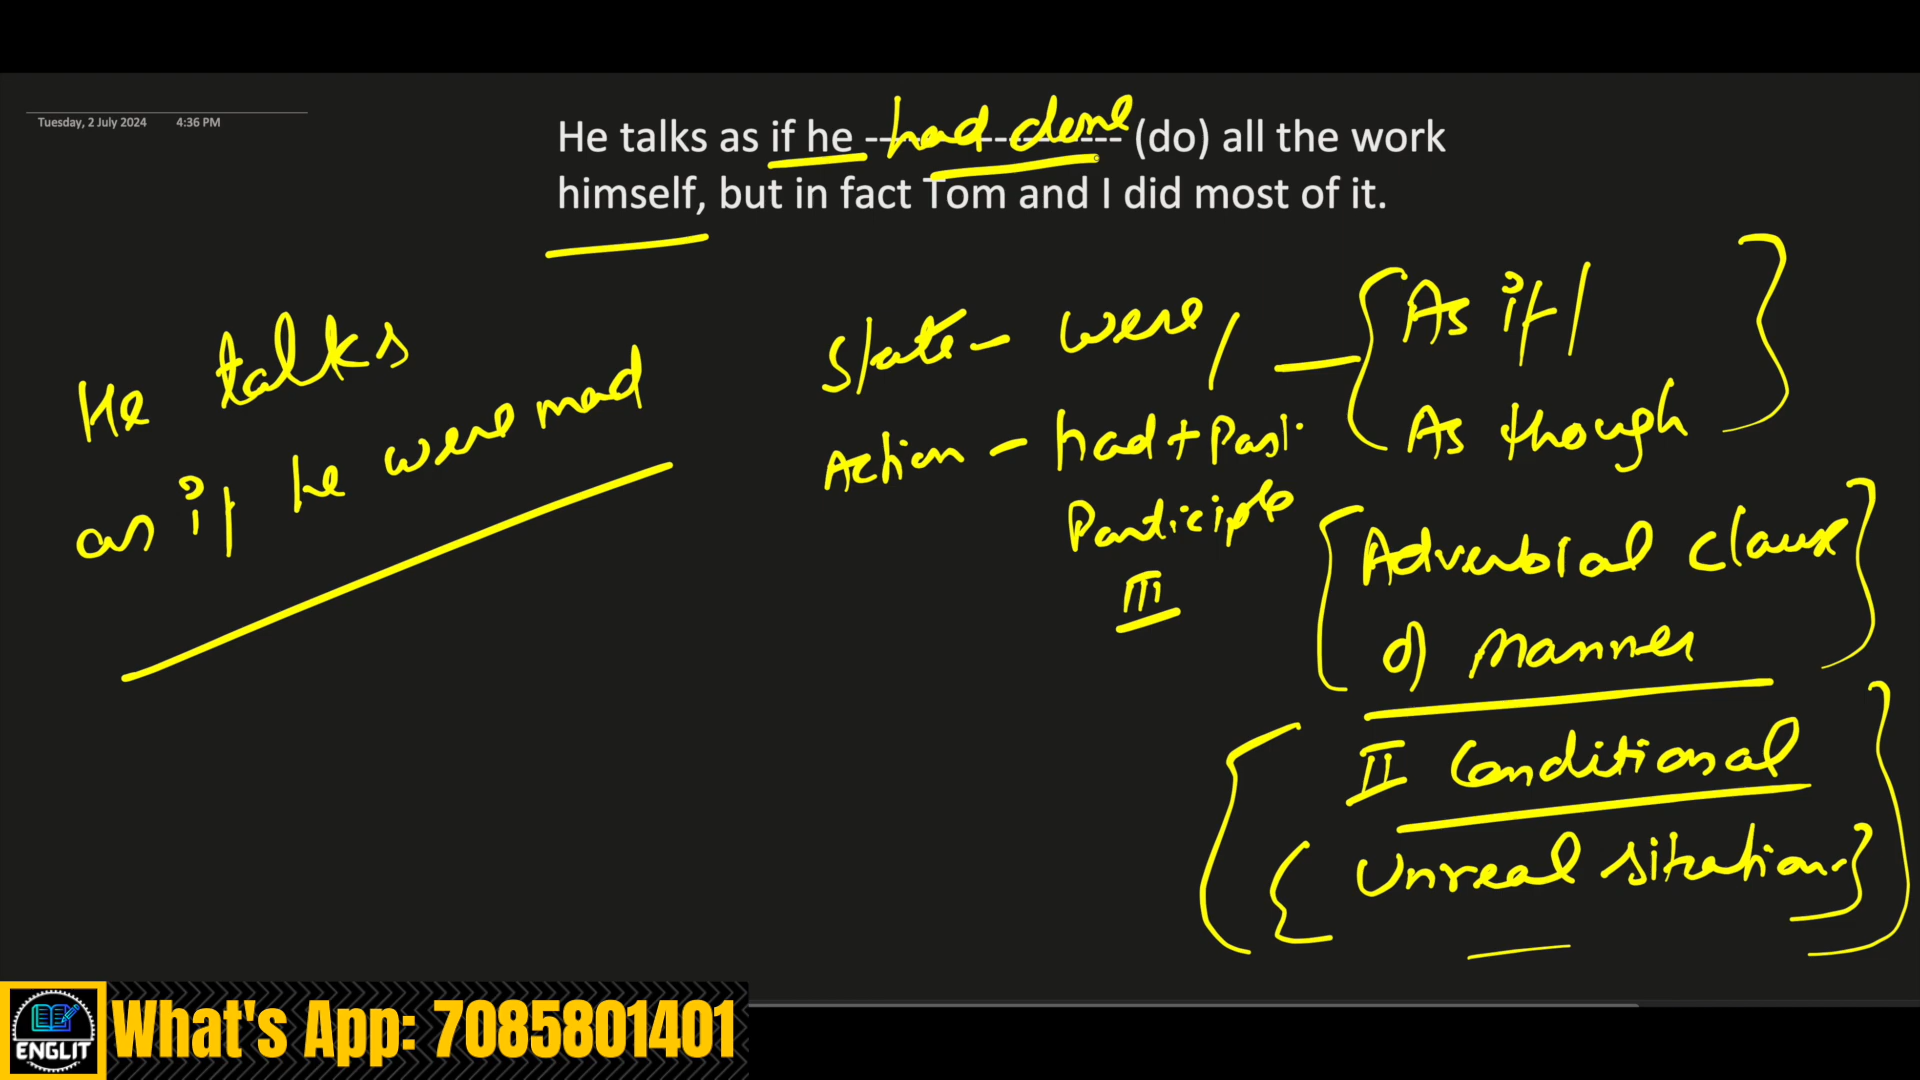 Tuesday, 2 July 2024 4:36 PM
He talks as if he ------had done------ (do) all the work
himself, but in fact Tom and I did most of it.
He talks
as if he were mad
State - were,
Action - had + Past
Participle
III
As if /
As though
Adverbial clause
of manner
II Conditional
Unreal situation
ENGLIT
What's App: 7085801401